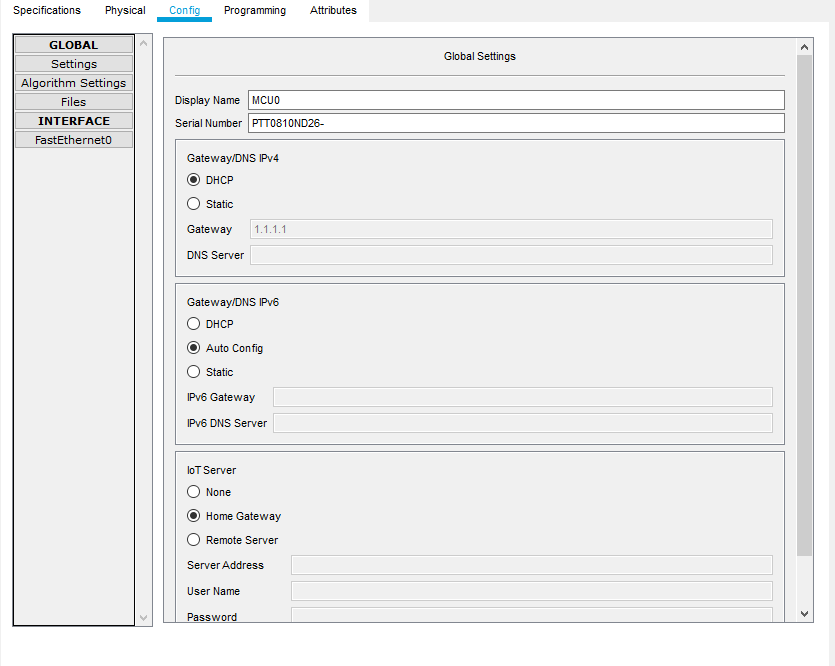 Specifications Physical Config Programming Attributes
GLOBAL
Settings
Algorithm Settings
Files
INTERFACE
FastEthernet0
Global Settings
Display Name MCU0
Serial Number PTT0810ND26-
Gateway/DNS IPv4
DHCP
Static
Gateway 1.1.1.1
DNS Server
Gateway/DNS IPv6
DHCP
Auto Config
Static
IPv6 Gateway
IPv6 DNS Server
IoT Server
None
Home Gateway
Remote Server
Server Address
User Name
Password